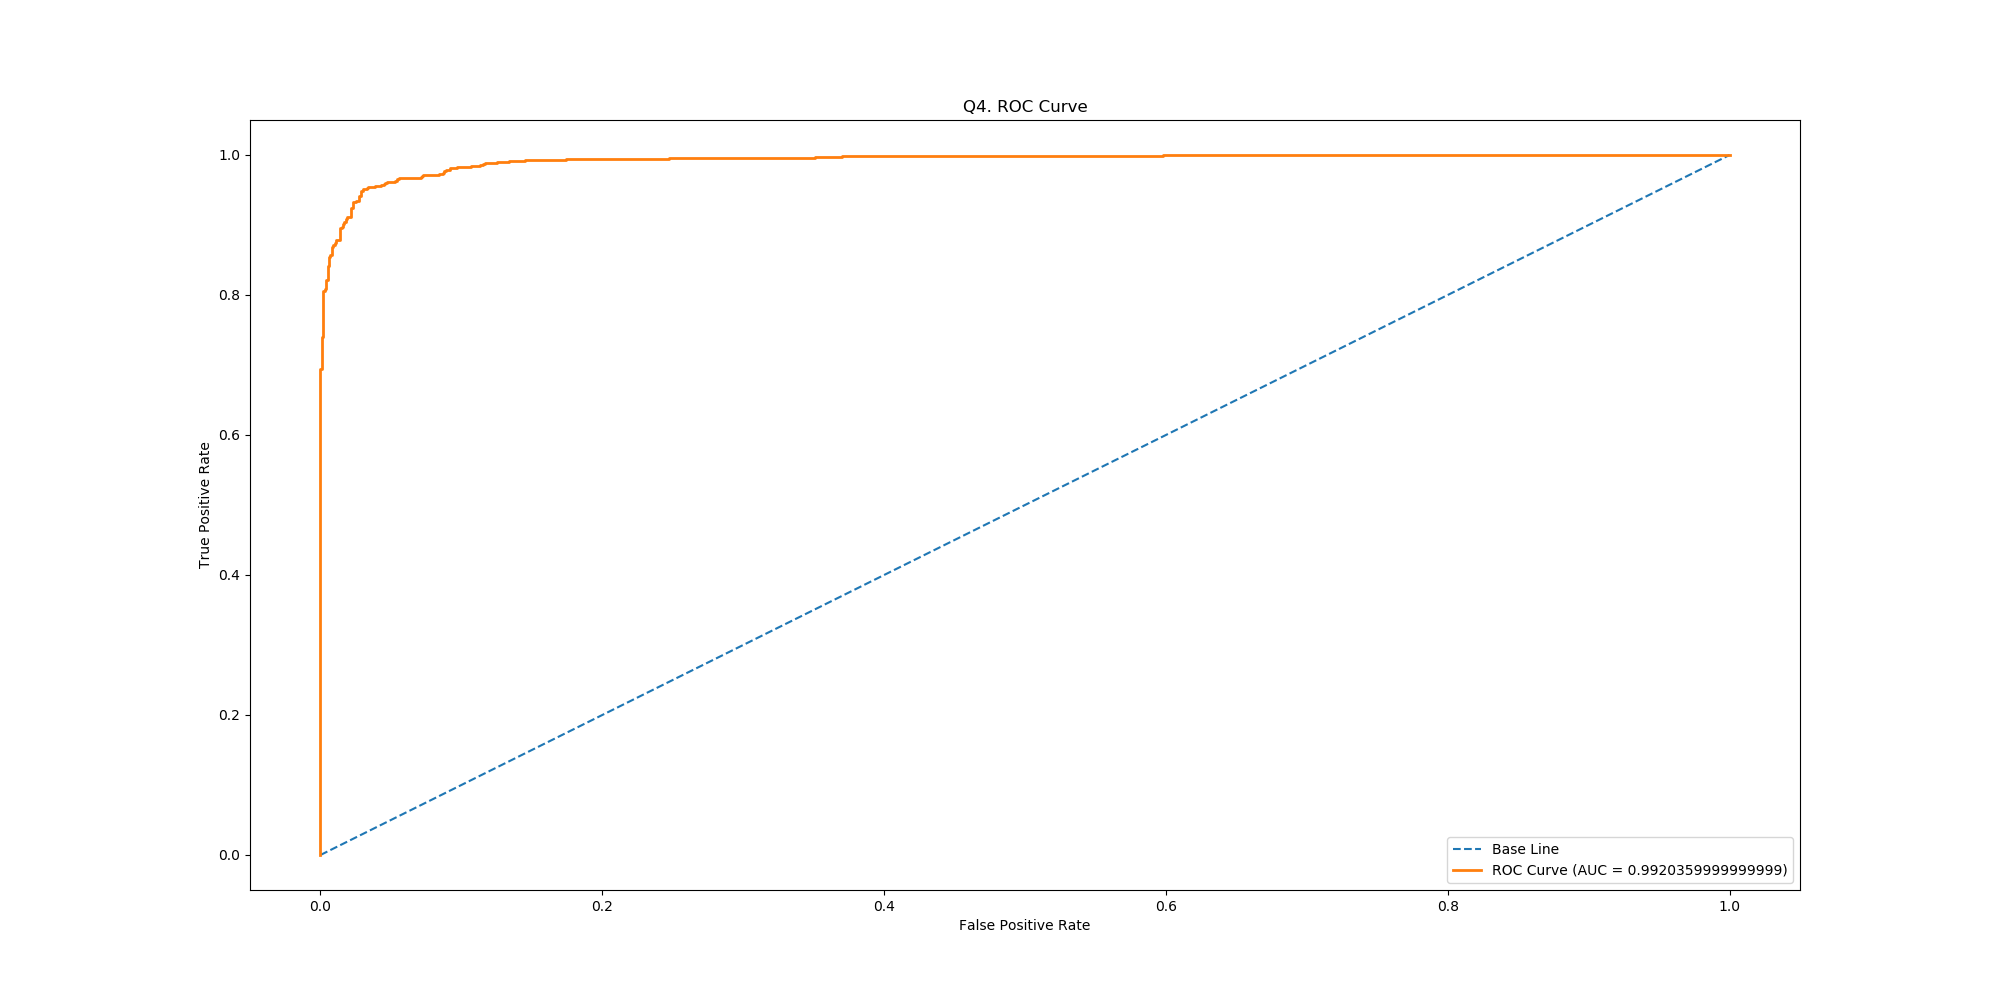 Q4. ROC Curve
1.0
0.8
0.6
0.4
0.2
0.0
True Positive Rate
0.0 0.2 0.4 0.6 0.8 1.0
False Positive Rate
Base Line
ROC Curve (AUC = 0.9920359999999999)